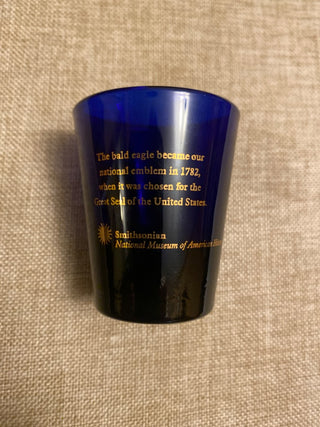 The bald eagle became our
national emblem in 1782,
when it was chosen for the
Great Seal of the United States.
Smithsonian
National Museum of American